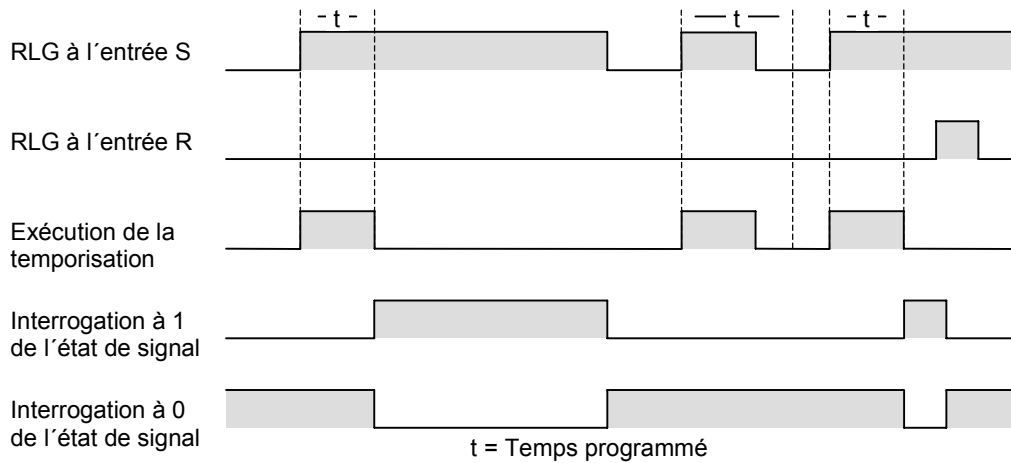 - t -
— t —
- t -
RLG à l´entrée S
RLG à l´entrée R
Exécution de la
temporisation
Interrogation à 1
de l´état de signal
Interrogation à 0
de l´état de signal
t = Temps programmé